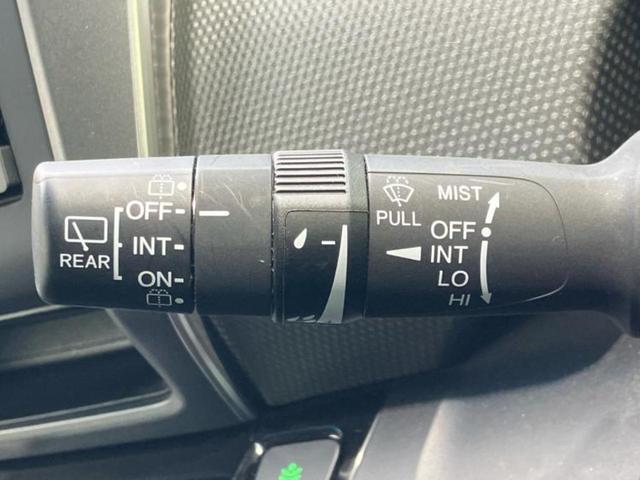 OFF
INT
REAR
ON
PULL
MIST
OFF
INT
LO
HI